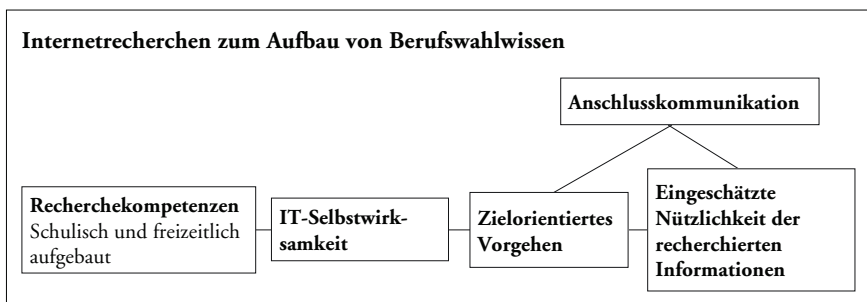 Internetrecherchen zum Aufbau von Berufswahlwissen
Anschlusskommunikation
Recherchekompetenzen
Schulisch und freizeitlich
aufgebaut
IT-Selbstwirk-
samkeit
Zielorientiertes
Vorgehen
Eingeschätzte
Nützlichkeit der
recherchierten
Informationen